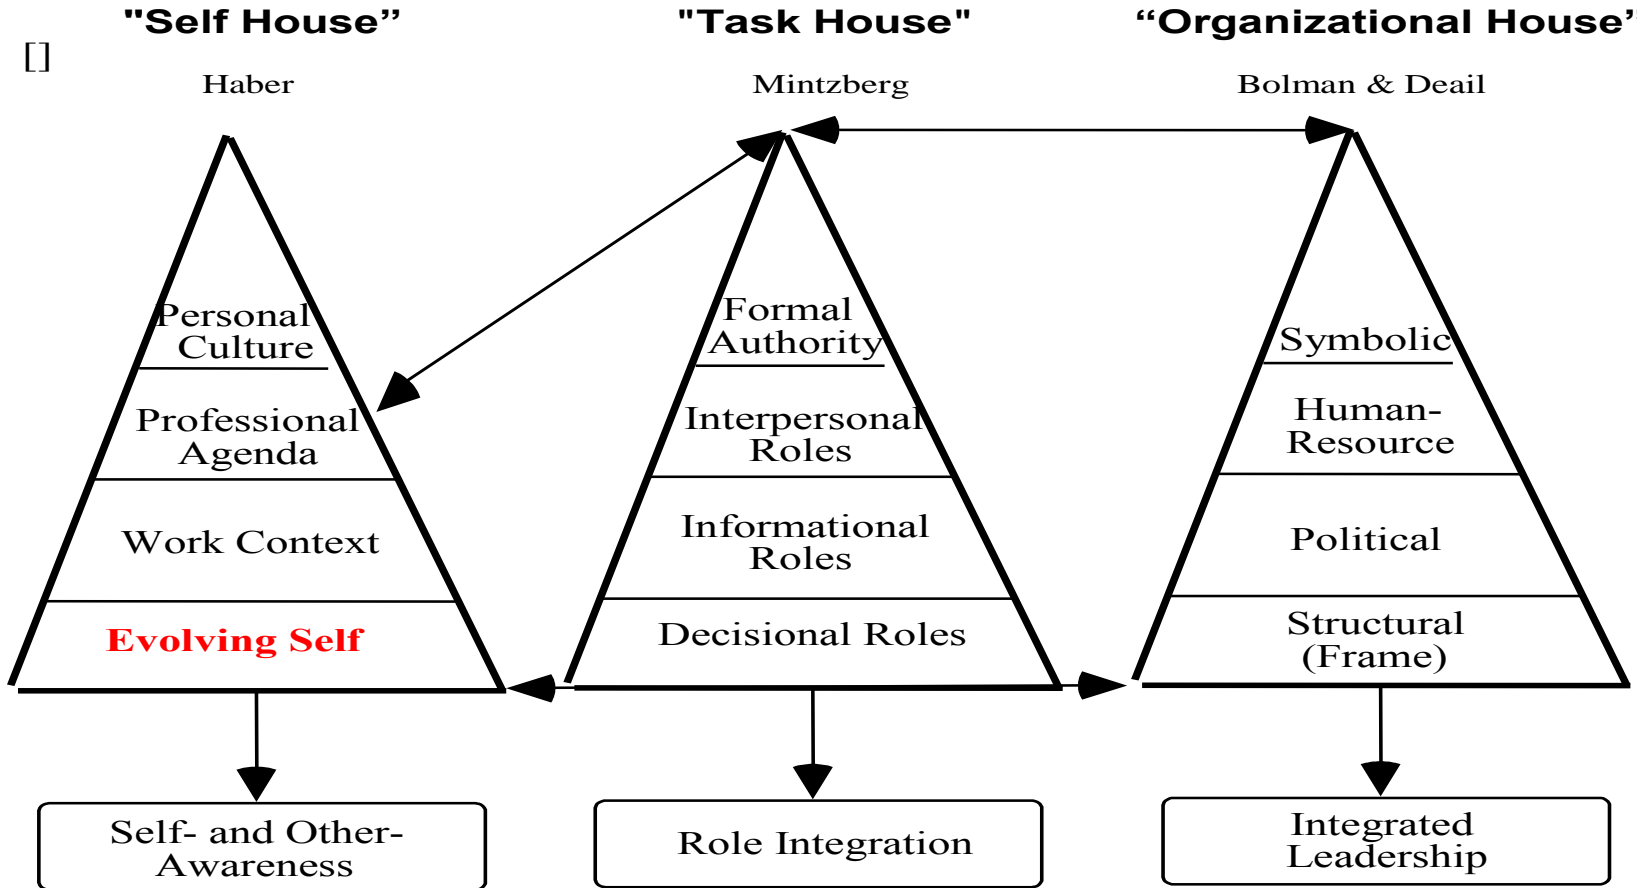 "Self House”
"Task House"
“Organizational House”
[]
Haber
Mintzberg
Bolman & Deail
Personal
Culture
Professional
Agenda
Work Context
Evolving Self
Formal
Authority
Interpersonal
Roles
Informational
Roles
Decisional Roles
Symbolic
Human-
Resource
Political
Structural
(Frame)
Self- and Other-
Awareness
Role Integration
Integrated
Leadership